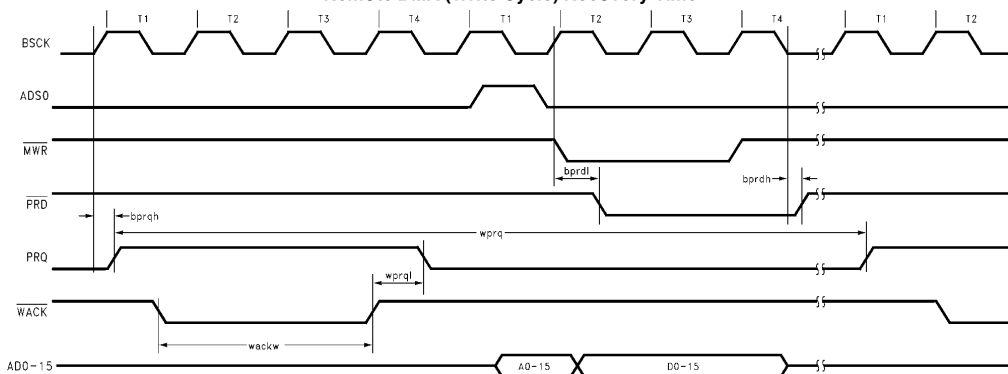 Remote DMA (Write Cycle) Recovery Time
T1 T2 T3 T4 T1 T2 T3 T4 T1 T2
BSCK
ADS0
MWR
bprdl bprdh
PRD
bprqh
wprq
PRQ
wprql
WACK
wackw
AD0-15 A0-15 D0-15